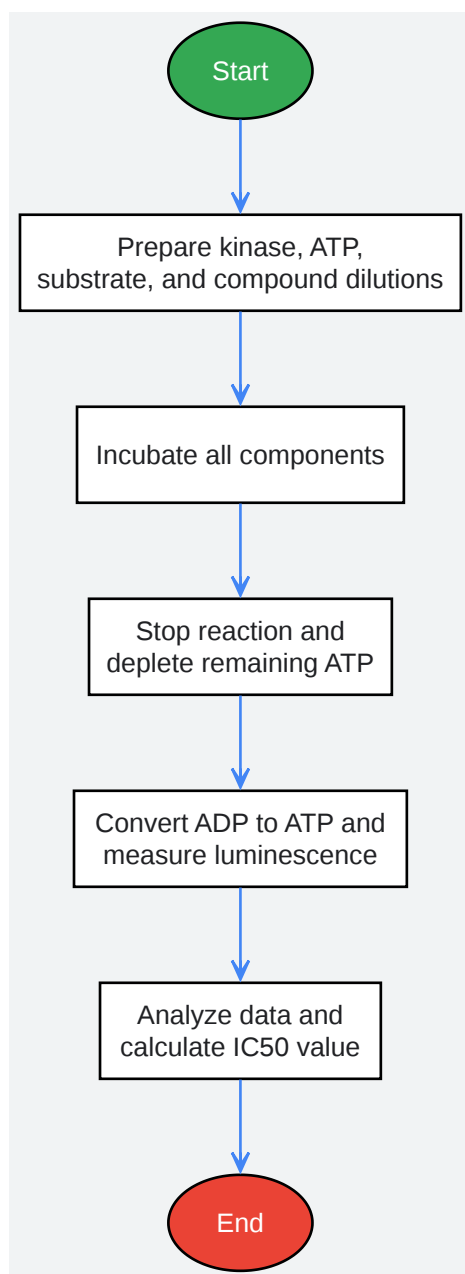 Start
Prepare kinase, ATP,
substrate, and compound dilutions
Incubate all components
Stop reaction and
deplete remaining ATP
Convert ADP to ATP and
measure luminescence
Analyze data and
calculate IC50 value
End